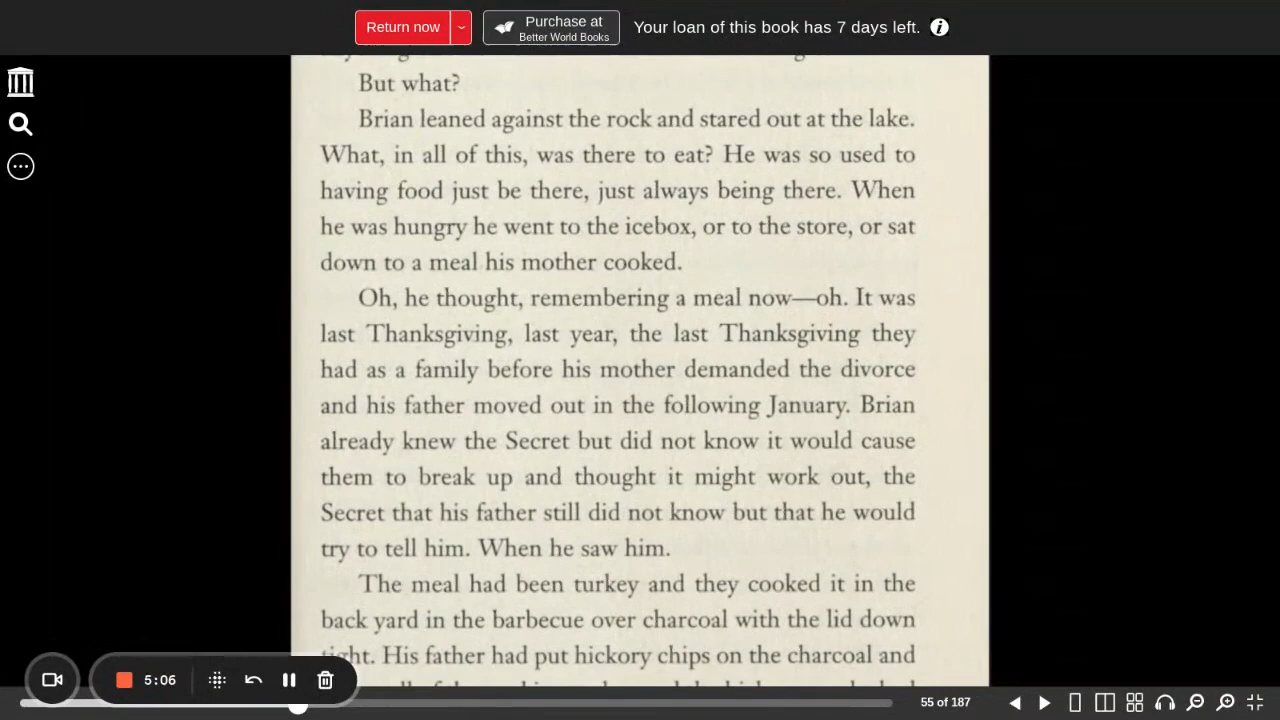 Return now
Purchase at
Better World Books
Your loan of this book has 7 days left.
But what?
Brian leaned against the rock and stared out at the lake.
What, in all of this, was there to eat? He was so used to
having food just be there, just always being there. When
he was hungry he went to the icebox, or to the store, or sat
down to a meal his mother cooked.
Oh, he thought, remembering a meal now—oh. It was
last Thanksgiving, last year, the last Thanksgiving they
had as a family before his mother demanded the divorce
and his father moved out in the following January. Brian
already knew the Secret but did not know it would cause
them to break up and thought it might work out, the
Secret that his father still did not know but that he would
try to tell him. When he saw him.
The meal had been turkey and they cooked it in the
back yard in the barbecue over charcoal with the lid down
tight. His father had put hickory chips on the charcoal and
5:06
55 of 187